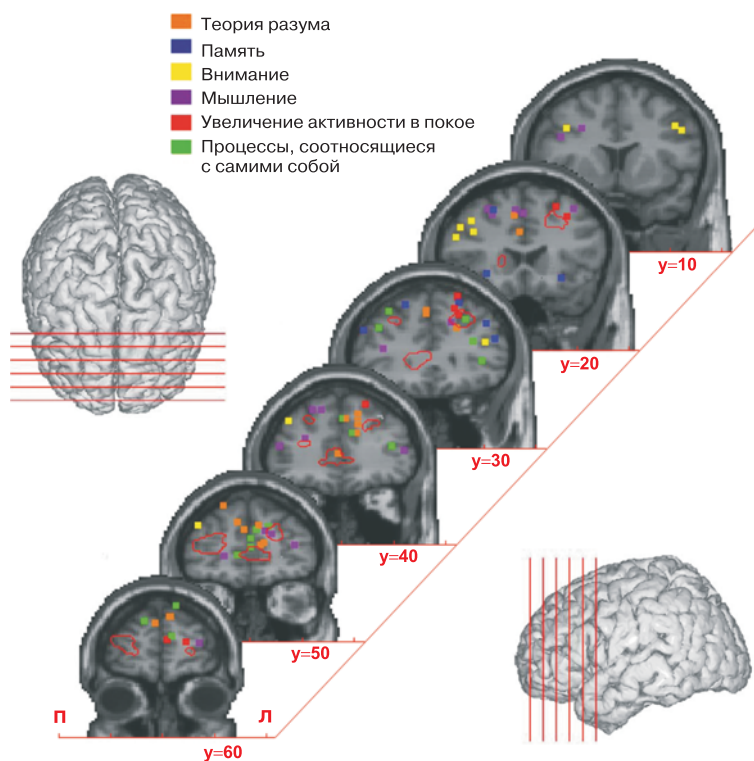 Теория разума
Память
Внимание
Мышление
Увеличение активности в покое
Процессы, соотносящиеся
с самими собой
y=10
y=20
y=30
y=40
y=50
П
Л
y=60